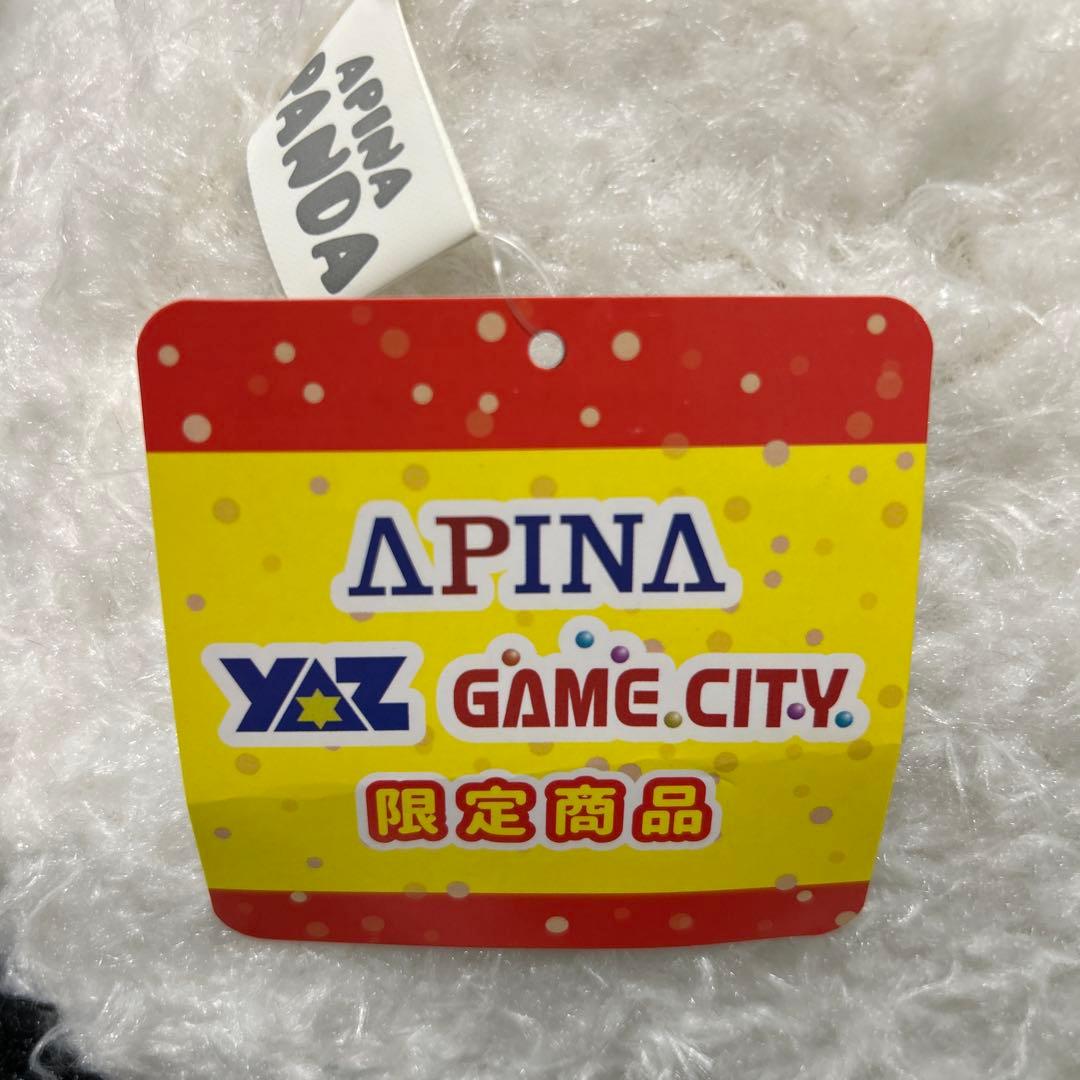 APINA
PANDA
APINA
YAZ GAME CITY
限定商品